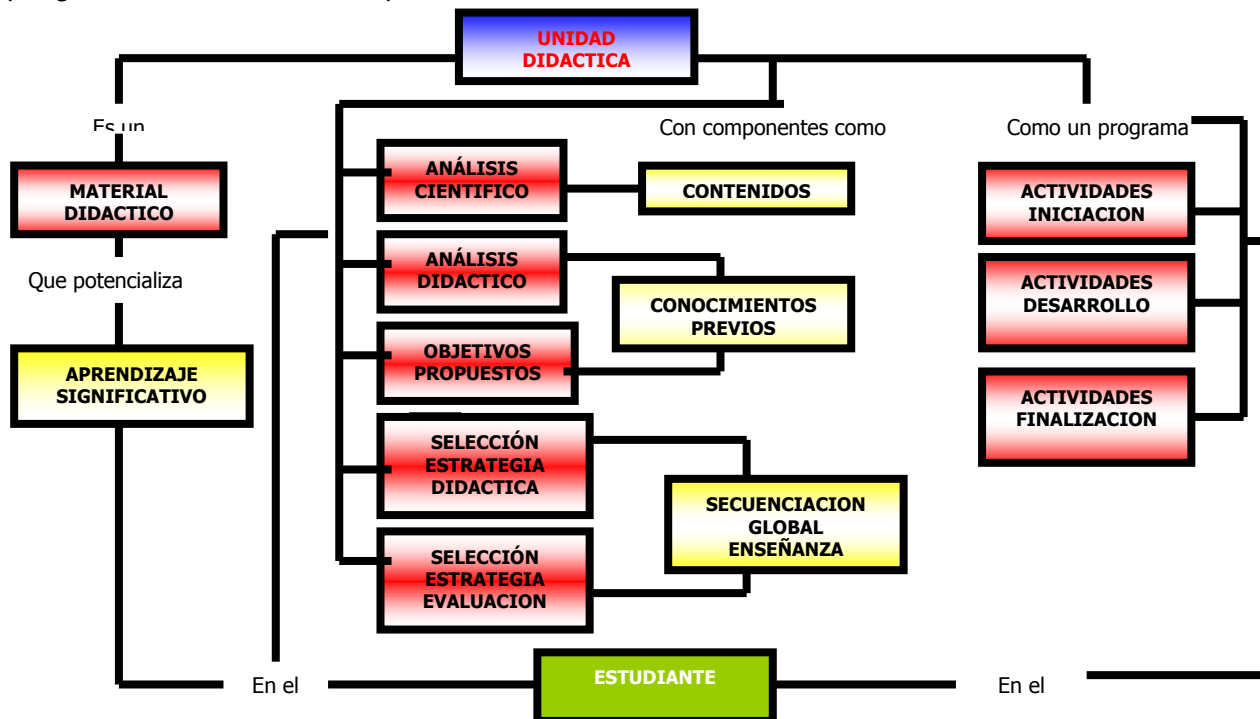 UNIDAD
DIDACTICA
Es un
Con componentes como
Como un programa
MATERIAL
DIDACTICO
Que potencializa
APRENDIZAJE
SIGNIFICATIVO
ANÁLISIS
CIENTIFICO
CONTENIDOS
ANÁLISIS
DIDACTICO
CONOCIMIENTOS
PREVIOS
OBJETIVOS
PROPUESTOS
SELECCIÓN
ESTRATEGIA
DIDACTICA
SECUENCIACION
GLOBAL
ENSEÑANZA
SELECCIÓN
ESTRATEGIA
EVALUACION
ACTIVIDADES
INICIACION
ACTIVIDADES
DESARROLLO
ACTIVIDADES
FINALIZACION
En el
ESTUDIANTE
En el